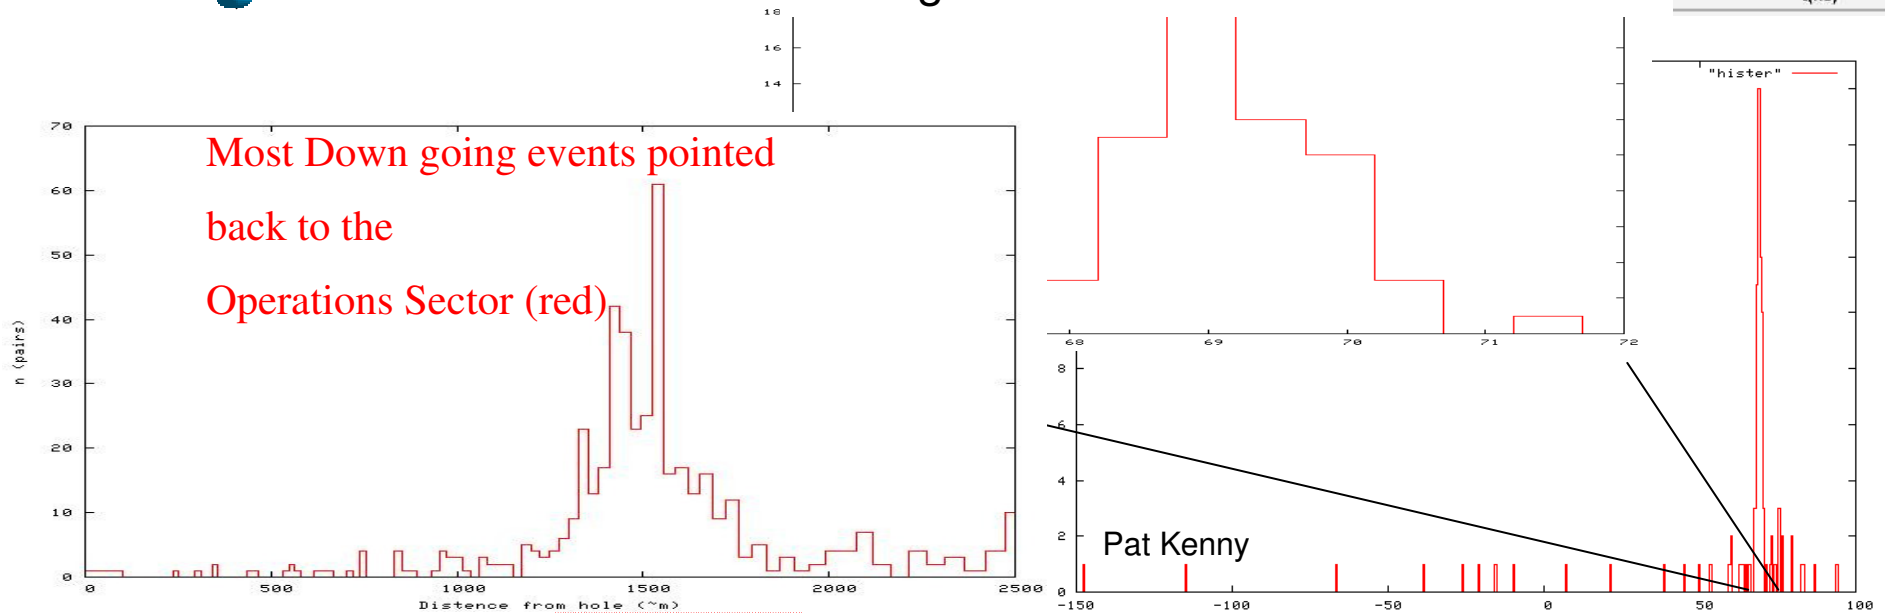 18
16
14
"hister"
70
60
50
40
30
20
10
0
n (pairs)
Most Down going events pointed
back to the
Operations Sector (red)
0 500 1000 1500 2000 2500
Distence from hole (~m)
68 69 70 71 72
8
6
4
2
0
Pat Kenny
-150 -100 -50 0 50 100